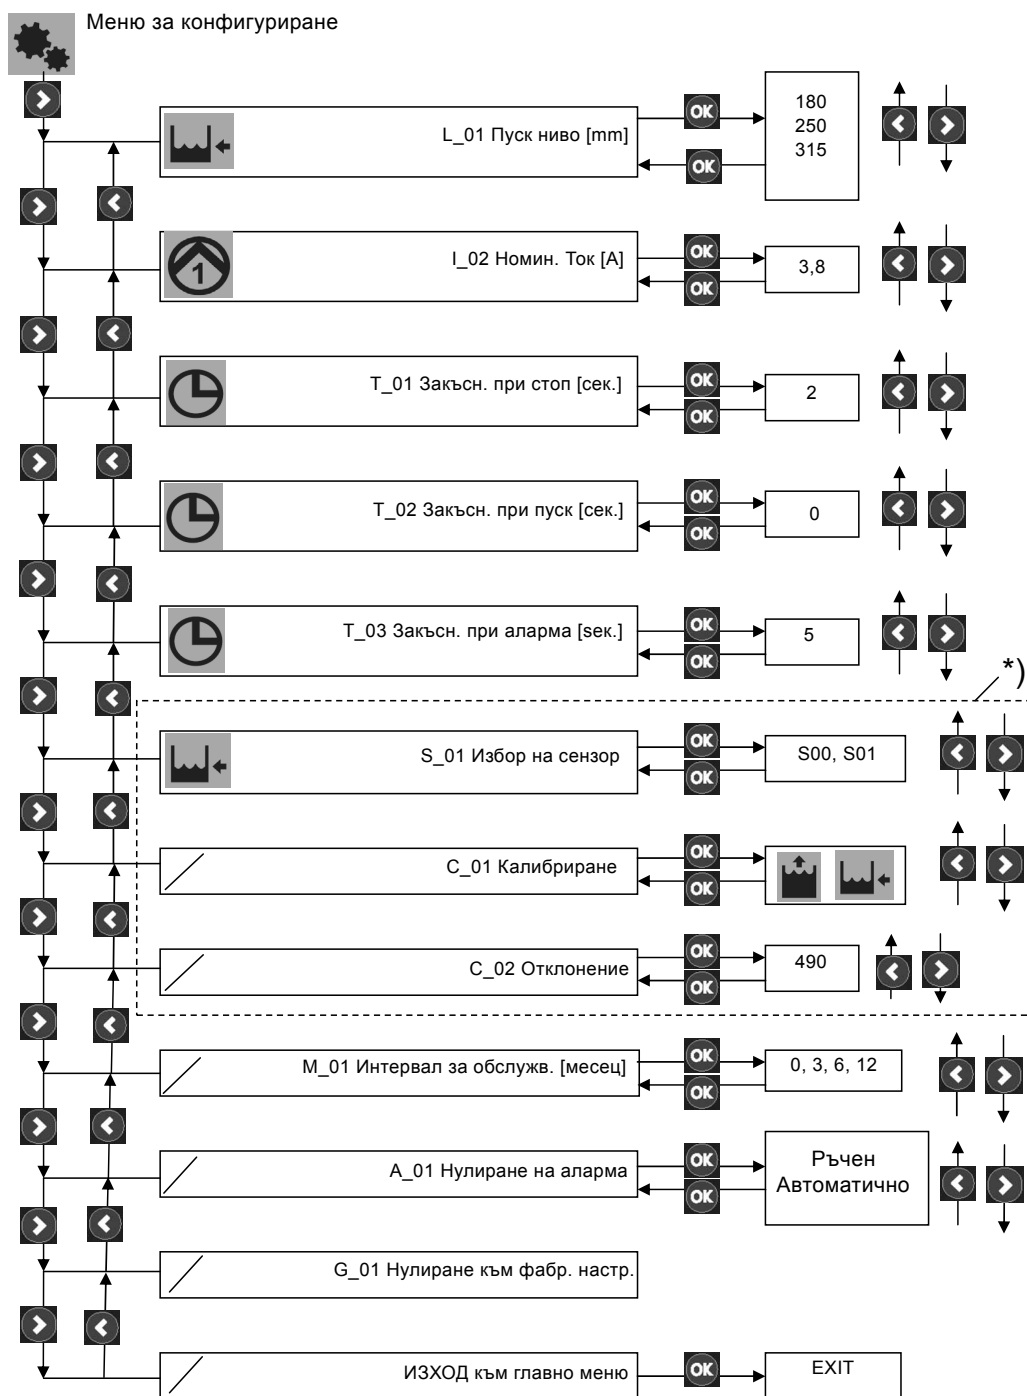 Меню за конфигуриране
L_01 Пуск ниво [mm]
OK
OK
180
250
315
1
I_02 Номин. Ток [A]
OK
OK
3,8
T_01 Закъсн. при стоп [сек.]
OK
OK
2
T_02 Закъсн. при пуск [сек.]
OK
OK
0
T_03 Закъсн. при аларма [sек.]
OK
OK
5
*)
S_01 Избор на сензор
OK
OK
S00, S01
C_01 Калибриране
OK
OK
C_02 Отклонение
OK
OK
490
M_01 Интервал за обслужв. [месец]
OK
OK
0, 3, 6, 12
A_01 Нулиране на аларма
OK
OK
Ръчен
Автоматично
G_01 Нулиране към фабр. настр.
ИЗХОД към главно меню
OK
EXIT